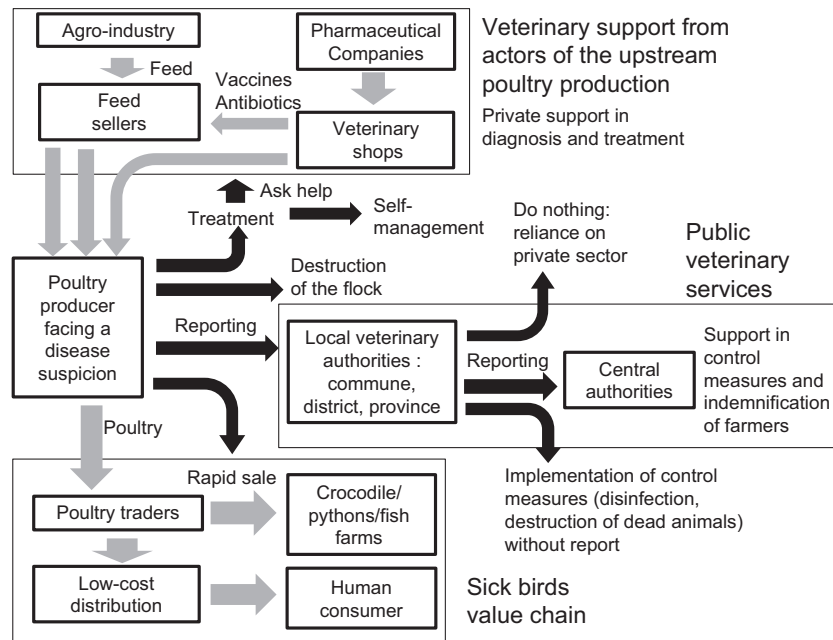 Agro-industry
Pharmaceutical
Companies
Feed
Vaccines
Antibiotics
Feed
sellers
Veterinary
shops
Veterinary support from
actors of the upstream
poultry production
Private support in
diagnosis and treatment
Ask help
Treatment
Self-
management
Do nothing:
reliance on
private sector
Public
veterinary
services
Poultry
producer
facing a
disease
suspicion
Destruction
of the flock
Reporting
Local veterinary
authorities :
commune,
district, province
Reporting
Central
authorities
Support in
control
measures and
indemnification
of farmers
Poultry
Rapid sale
Poultry traders
Crocodile/
pythons/fish
farms
Implementation of control
measures (disinfection,
destruction of dead animals)
without report
Low-cost
distribution
Human
consumer
Sick birds
value chain